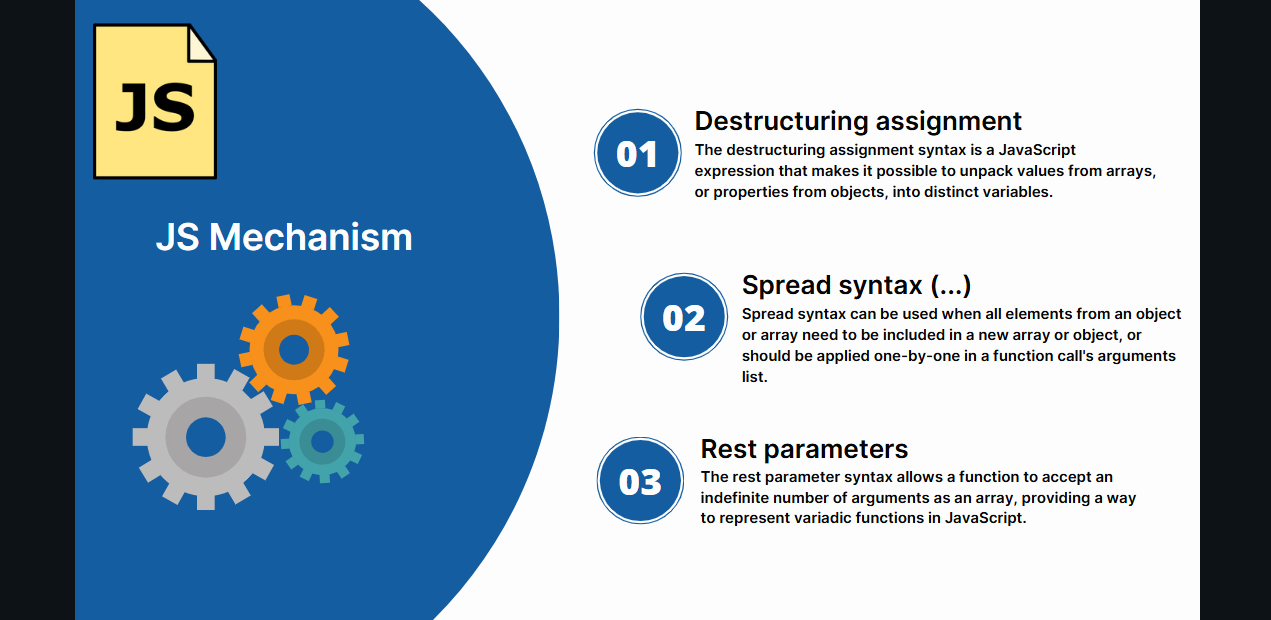 JS
JS Mechanism
01
Destructuring assignment
The destructuring assignment syntax is a JavaScript
expression that makes it possible to unpack values from arrays,
or properties from objects, into distinct variables.
02
Spread syntax (...)
Spread syntax can be used when all elements from an object
or array need to be included in a new array or object, or
should be applied one-by-one in a function call's arguments
list.
03
Rest parameters
The rest parameter syntax allows a function to accept an
indefinite number of arguments as an array, providing a way
to represent variadic functions in JavaScript.